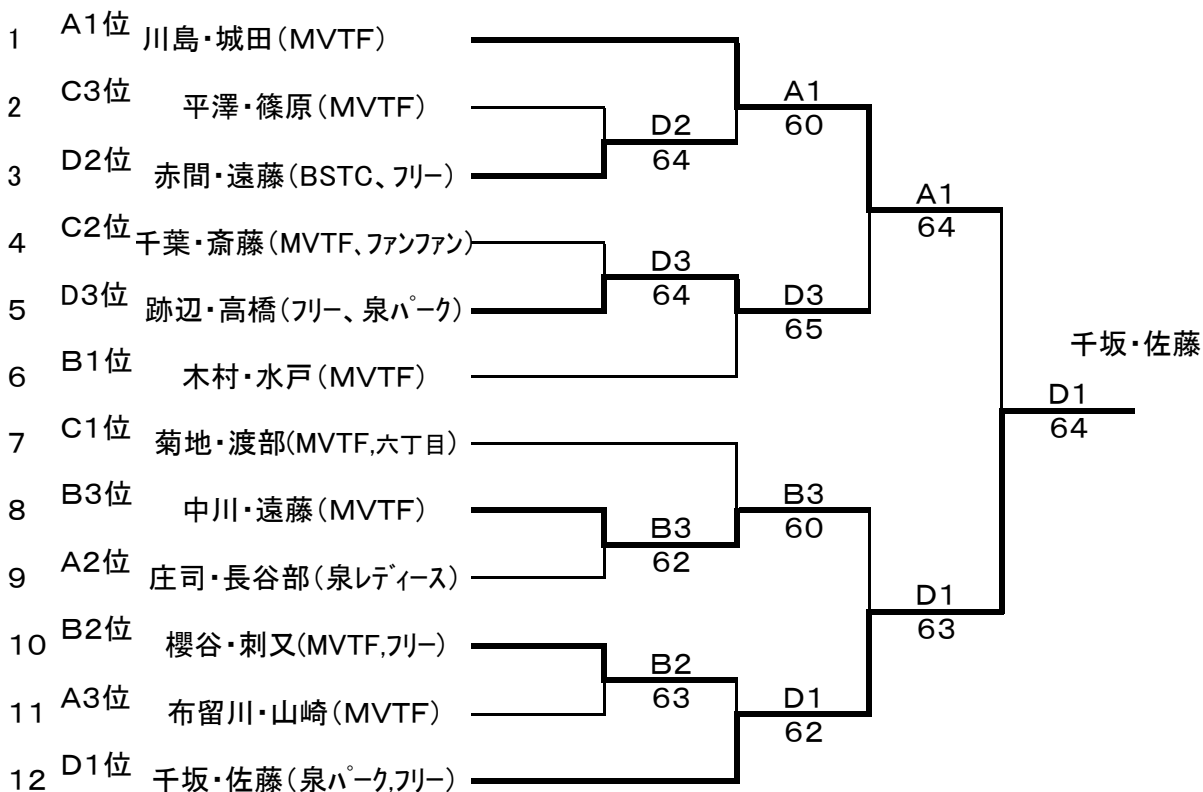 1 A1位 川島・城田(MVTF)
2 C3位 平澤・篠原(MVTF)
3 D2位 赤間・遠藤(BSTC、フリー)
4 C2位 千葉・斎藤(MVTF、ファンファン)
5 D3位 跡辺・高橋(フリー、泉パーク)
6 B1位 木村・水戸(MVTF)
7 C1位 菊地・渡部(MVTF,六丁目)
8 B3位 中川・遠藤(MVTF)
9 A2位 庄司・長谷部(泉レディース)
10 B2位 櫻谷・刺又(MVTF,フリー)
11 A3位 布留川・山崎(MVTF)
12 D1位 千坂・佐藤(泉パーク,フリー)
D2
64
D3
64
B3
62
B2
63
A1
60
D3
65
B3
60
D1
62
A1
64
D1
63
千坂・佐藤
D1
64